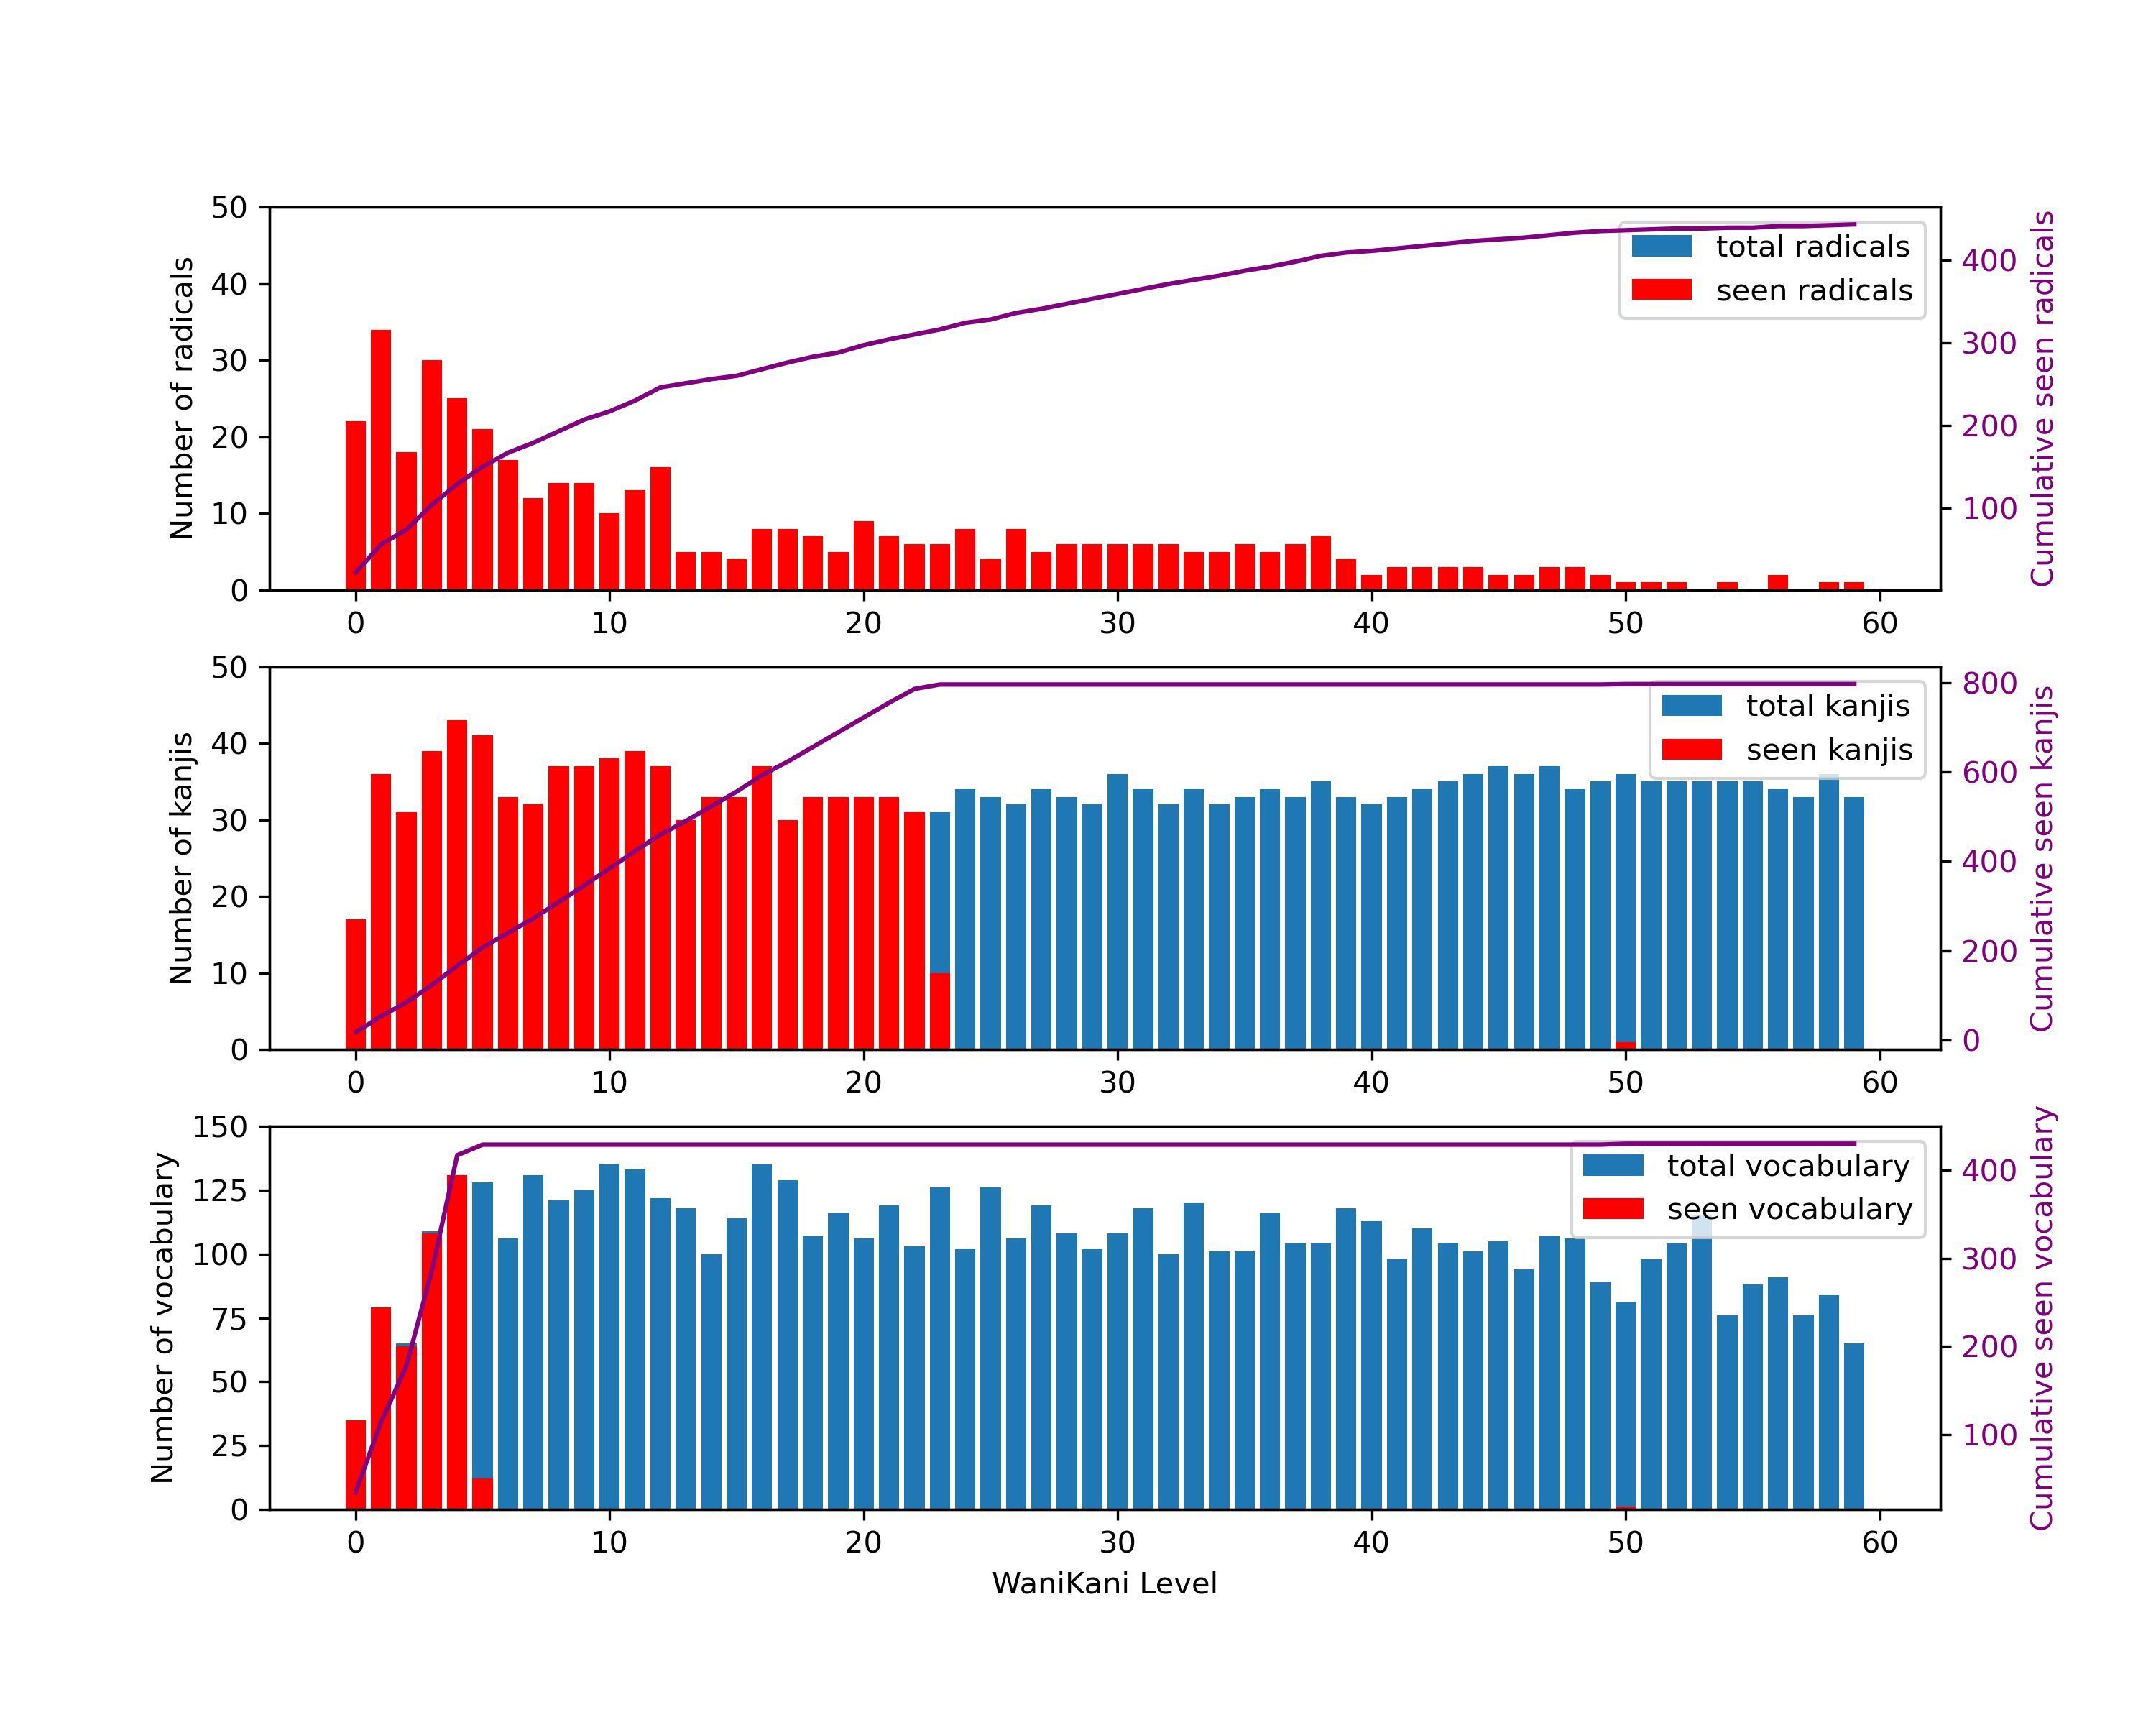 50
40
30
20
10
0
Number of radicals
total radicals
seen radicals
400
300
200
100
Cumulative seen radicals
0 10 20 30 40 50 60
50
40
30
20
10
0
Number of kanjis
total kanjis
seen kanjis
800
600
400
200
0
Cumulative seen kanjis
0 10 20 30 40 50 60
150
125
100
75
50
25
0
Number of vocabulary
total vocabulary
seen vocabulary
400
300
200
100
Cumulative seen vocabulary
0 10 20 30 40 50 60
WaniKani Level